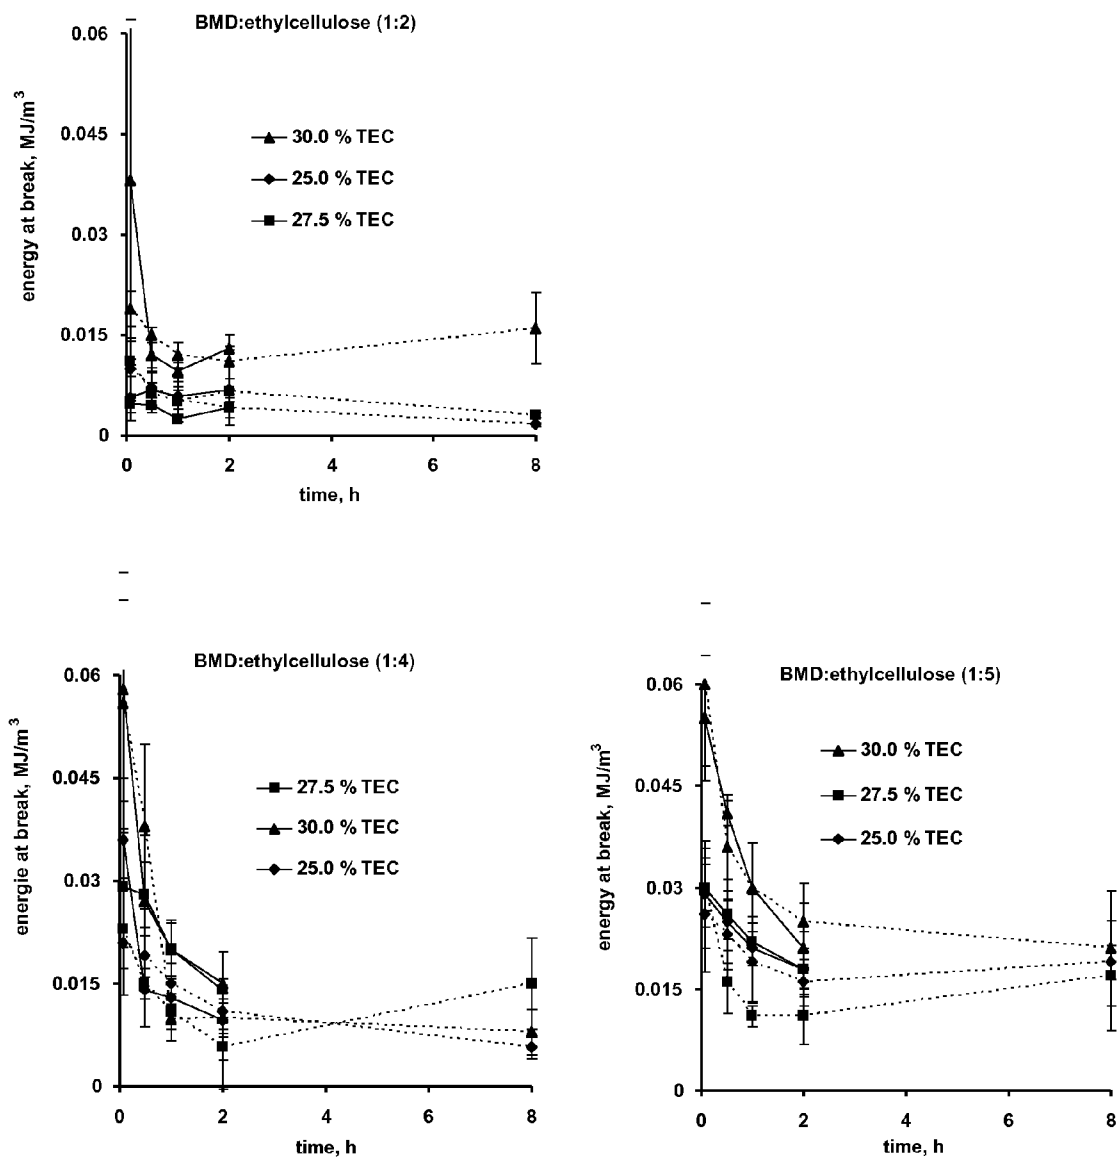 BMD:ethylcellulose (1:2)
0.06
0.045
0.03
0.015
0
energy at break, MJ/m³
30.0 % TEC
25.0 % TEC
27.5 % TEC
0 2 4 6 8
time, h
BMD:ethylcellulose (1:4)
0.06
0.045
0.03
0.015
0
energie at break, MJ/m³
27.5 % TEC
30.0 % TEC
25.0 % TEC
0 2 4 6 8
time, h
BMD:ethylcellulose (1:5)
0.06
0.045
0.03
0.015
0
energy at break, MJ/m³
30.0 % TEC
27.5 % TEC
25.0 % TEC
0 2 4 6 8
time, h